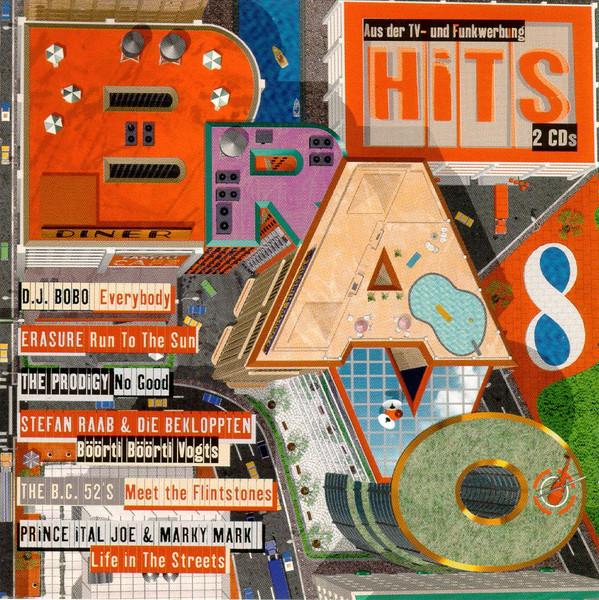 Aus der TV- und Funkwerbung
HiTS
2 CDs
BRAVO
8
DINER
D.J. BOBO Everybody
ERASURE Run To The Sun
THE PRODiGY No Good
STEFAN RAAB & DiE BEKLOPPTEN
Böörti Böörti Vogts
THE B.C. 52'S Meet the Flintstones
PRiNCE iTAL JOE & MARKY MARK
Life in The Streets